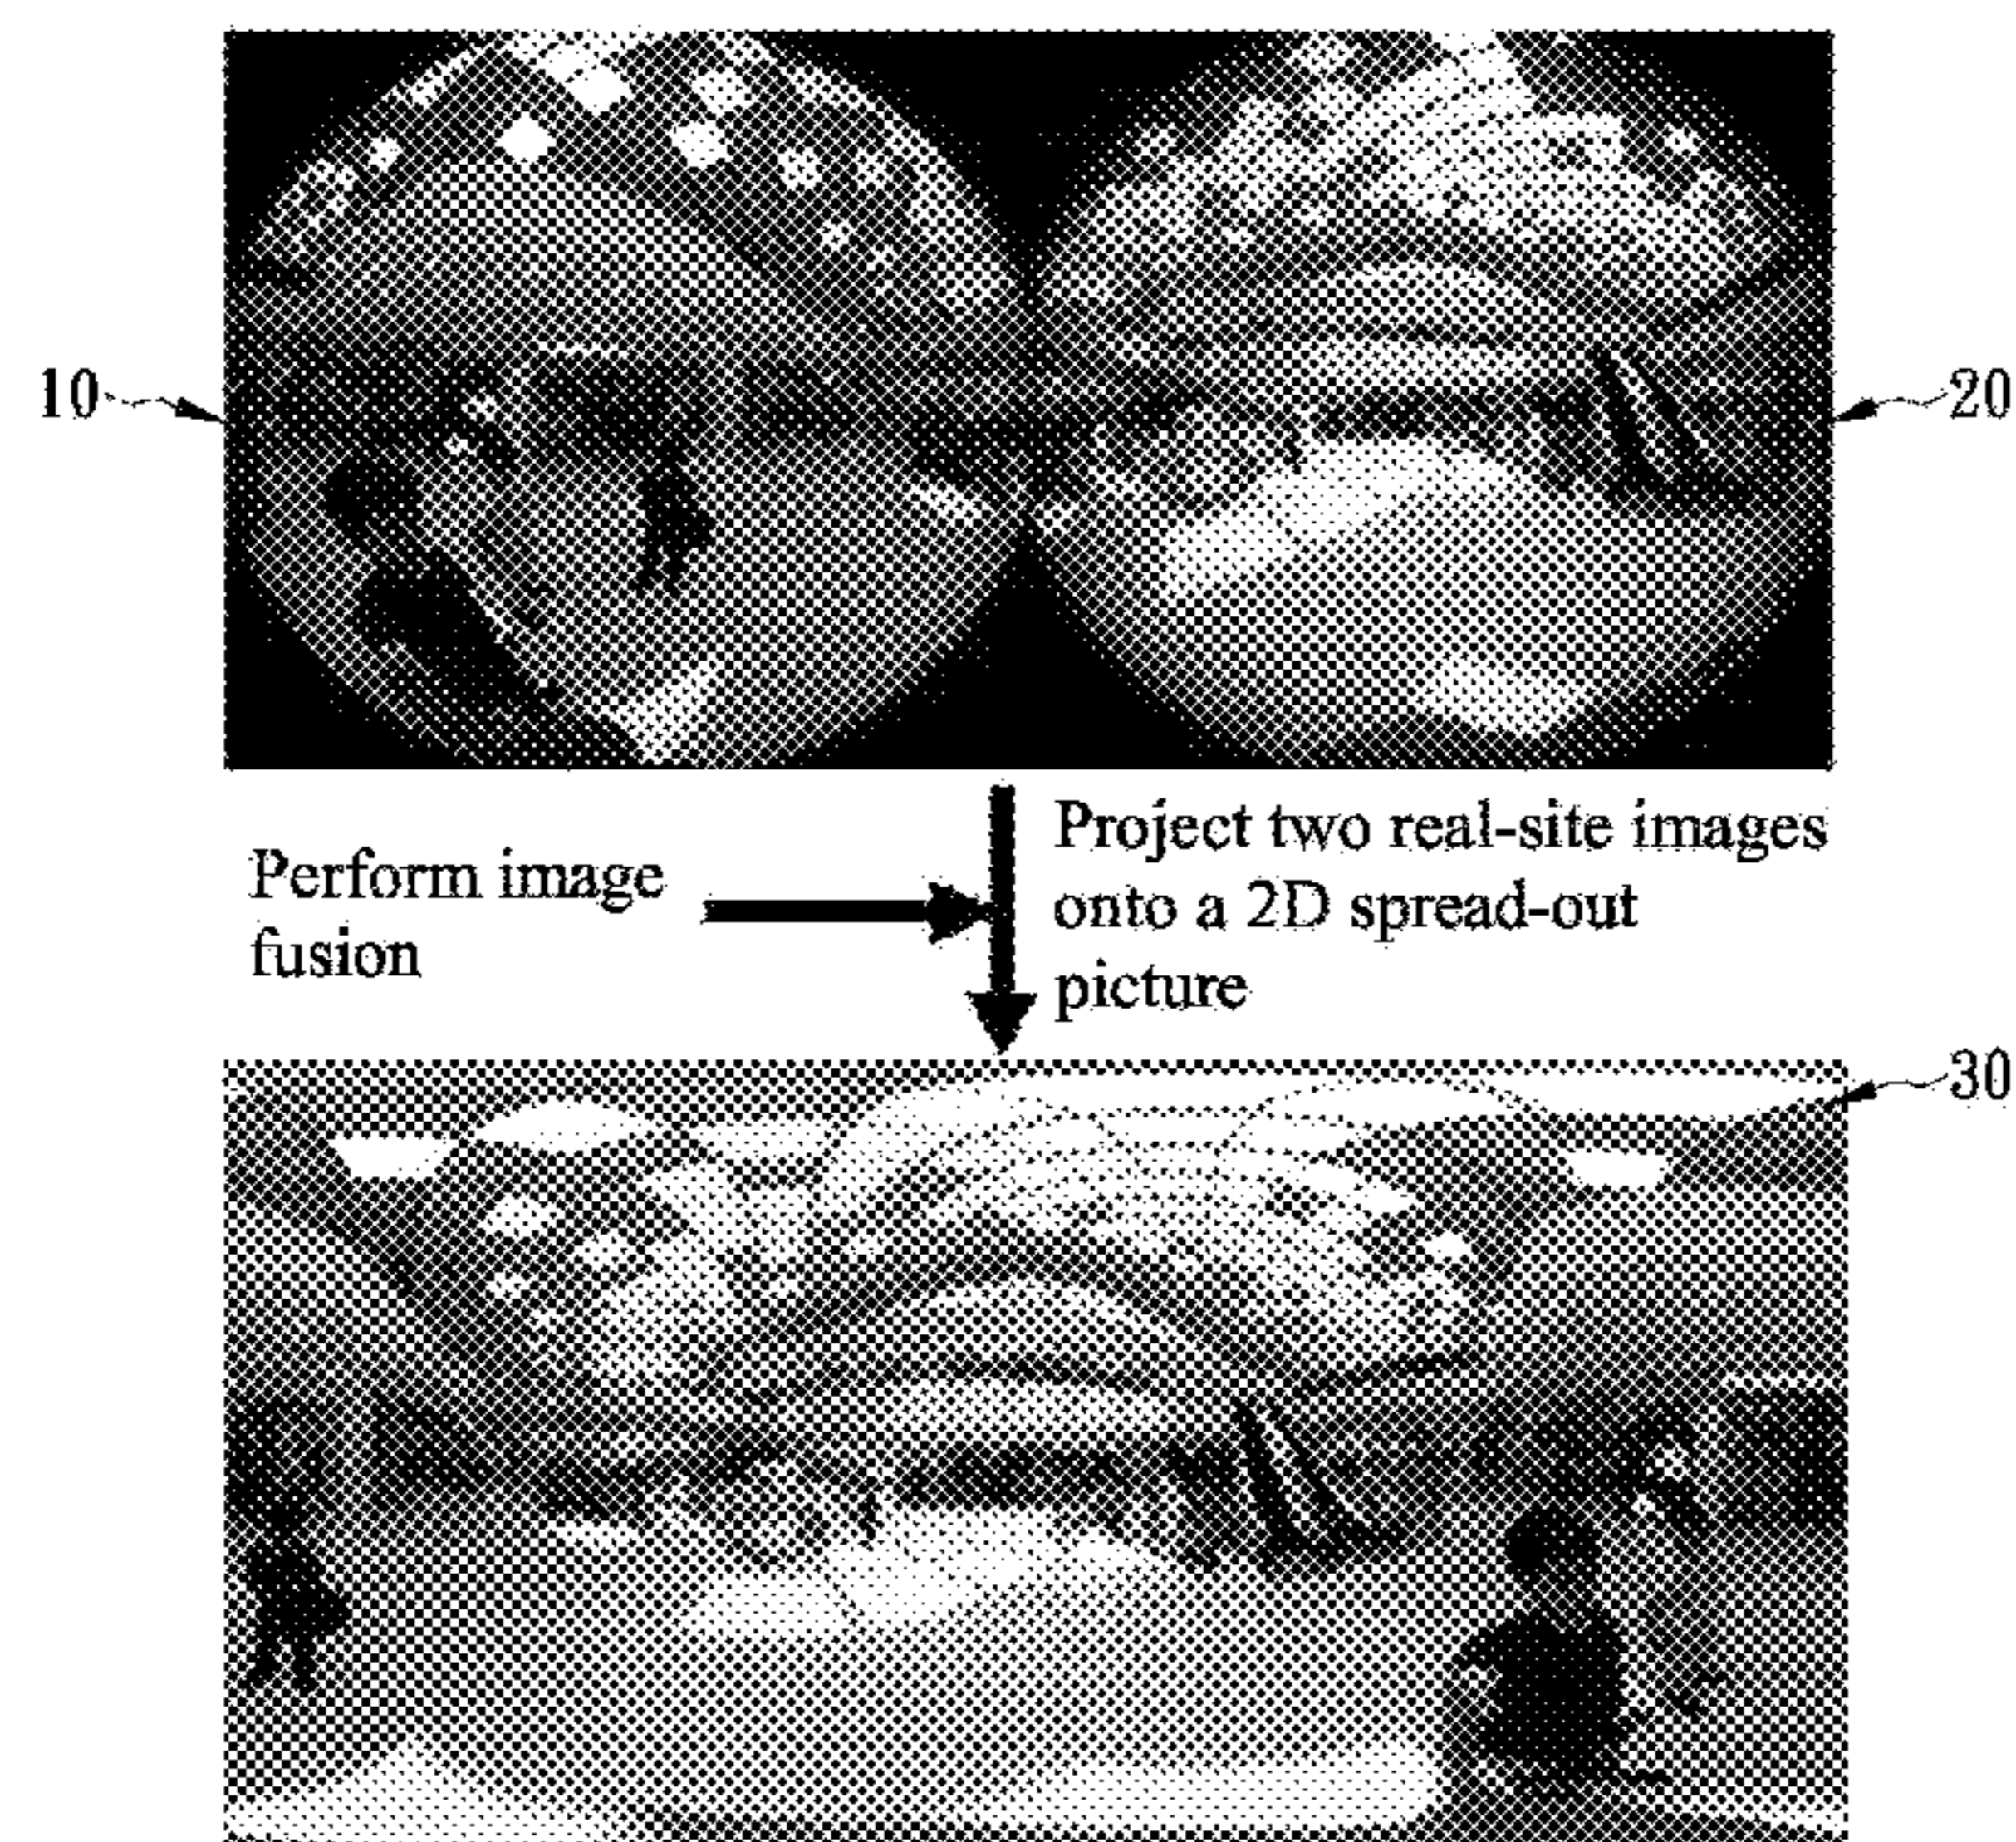 10
20
Perform image
fusion
Project two real-site images
onto a 2D spread-out
picture
30